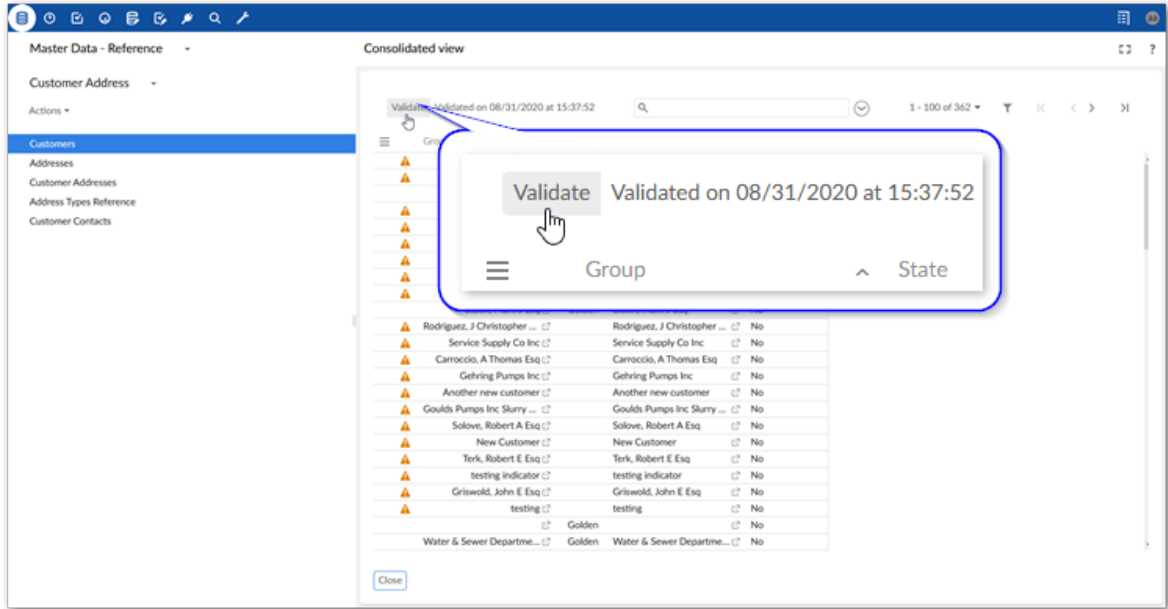 Master Data - Reference
Consolidated view
?
Customer Address
Actions
Validate Validated on 08/31/2020 at 15:37:52
1 - 100 of 362
Customers
Addresses
Customer Addresses
Address Types Reference
Customer Contacts
Validate Validated on 08/31/2020 at 15:37:52
Group State
Rodriguez, J Christopher ... Rodriguez, J Christopher ... No
Service Supply Co Inc Service Supply Co Inc No
Carroccio, A Thomas Esq Carroccio, A Thomas Esq No
Gehring Pumps Inc Gehring Pumps Inc No
Another new customer Another new customer No
Goulds Pumps Inc Slurry ... Goulds Pumps Inc Slurry ... No
Solove, Robert A Esq Solove, Robert A Esq No
New Customer New Customer No
Terk, Robert E Esq Terk, Robert E Esq No
testing indicator testing indicator No
Griswold, John E Esq Griswold, John E Esq No
testing testing No
Golden No
Water & Sewer Departme... Golden Water & Sewer Departme... No
Close